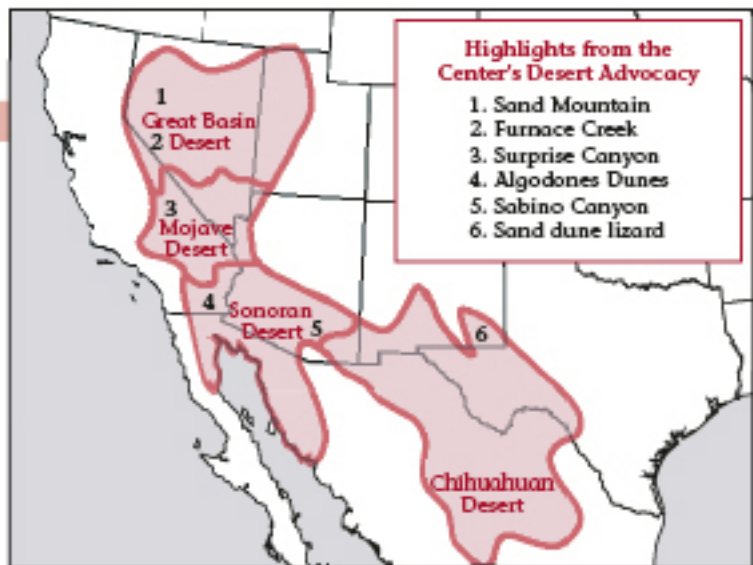 Highlights from the
Center's Desert Advocacy
1. Sand Mountain
2. Furnace Creek
3. Surprise Canyon
4. Algodones Dunes
5. Sabino Canyon
6. Sand dune lizard
1
Great Basin
2 Desert
3
Mojave
Desert
4
Sonoran
Desert 5
6
Chihuahuan
Desert